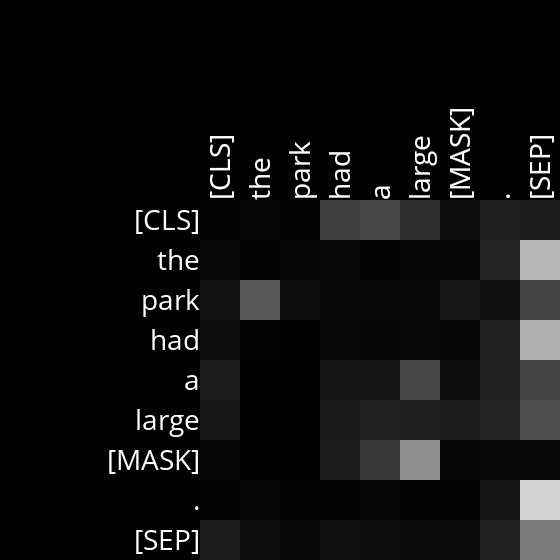 [CLS] the park had a large [MASK] . [SEP]
[CLS]
the
park
had
a
large
[MASK]
.
[SEP]